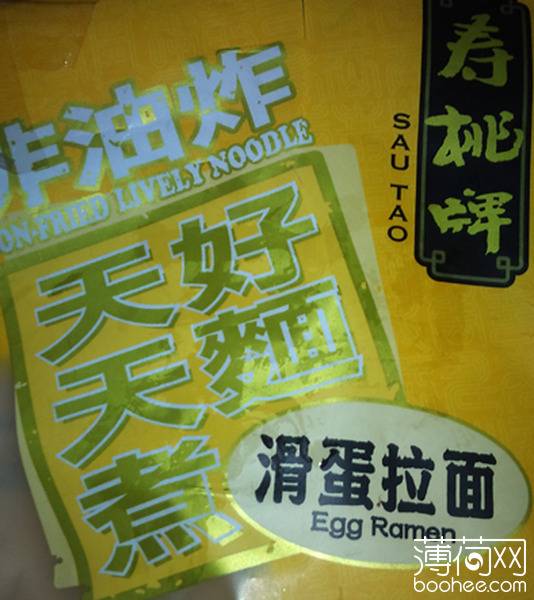 寿桃牌
SAU TAO
非油炸
ON-FRIED LIVELY NOODLE
好麵
天天煮
滑蛋拉面
Egg Ramen
薄荷网
boohee.com